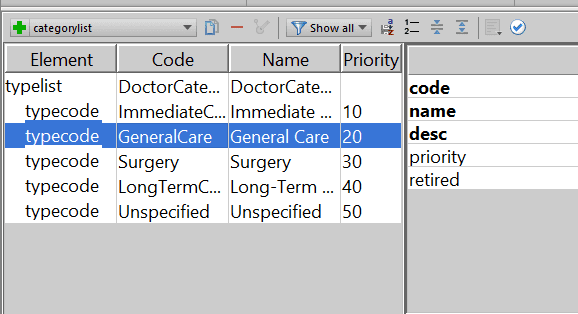 categorylist Show all
Element Code Name Priority
typelist DoctorCate... DoctorCate...
typecode ImmediateC... Immediate ... 10
typecode GeneralCare General Care 20
typecode Surgery Surgery 30
typecode LongTermC... Long-Term ... 40
typecode Unspecified Unspecified 50
code
name
desc
priority
retired